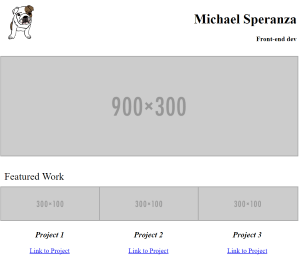 Michael Speranza
Front-end dev
900×300
Featured Work
300×100 300×100 300×100
Project 1 Project 2 Project 3
Link to Project Link to Project Link to Project